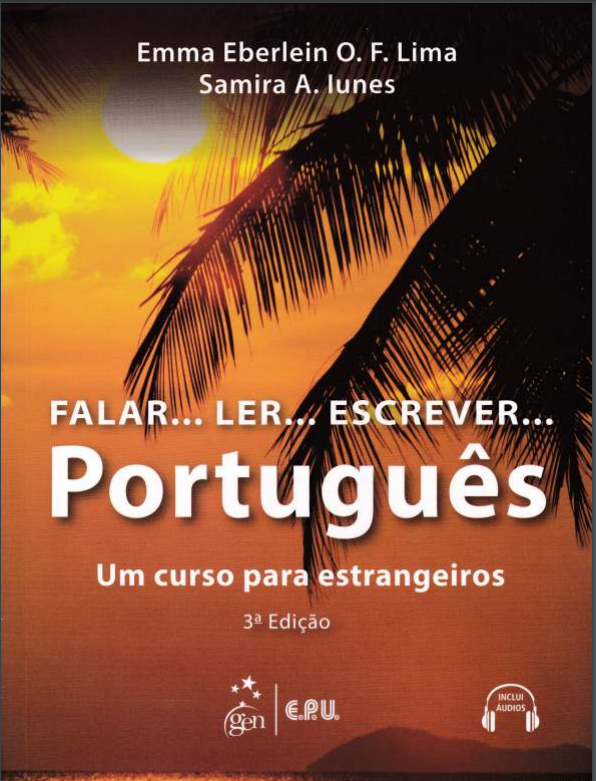 Emma Eberlein O. F. Lima
Samira A. Iunes
FALAR... LER... ESCREVER...
Português
Um curso para estrangeiros
3ª Edição
gen
E.P.U.
INCLUI
ÁUDIOS